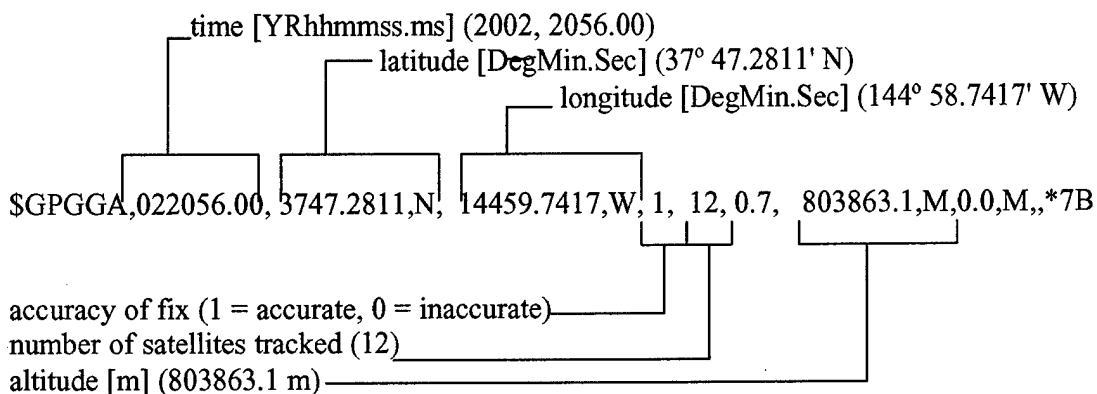 time [YRhhmmss.ms] (2002, 2056.00)
latitude [DegMin.Sec] (37º 47.2811' N)
longitude [DegMin.Sec] (144º 58.7417' W)
$GPGGA,022056.00, 3747.2811,N, 14459.7417,W, 1, 12, 0.7, 803863.1,M,0.0,M,,*7B
accuracy of fix (1 = accurate, 0 = inaccurate)
number of satellites tracked (12)
altitude [m] (803863.1 m)